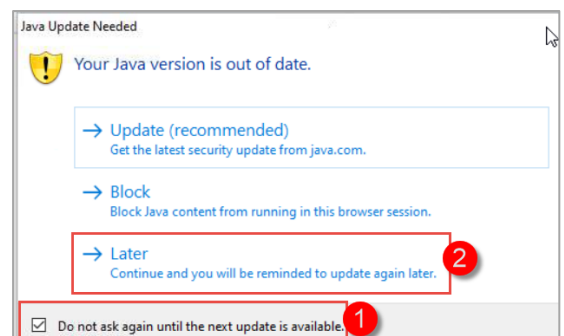 Java Update Needed
Your Java version is out of date.
→ Update (recommended)
Get the latest security update from java.com.
→ Block
Block Java content from running in this browser session.
→ Later
Continue and you will be reminded to update again later.
2
Do not ask again until the next update is available.
1